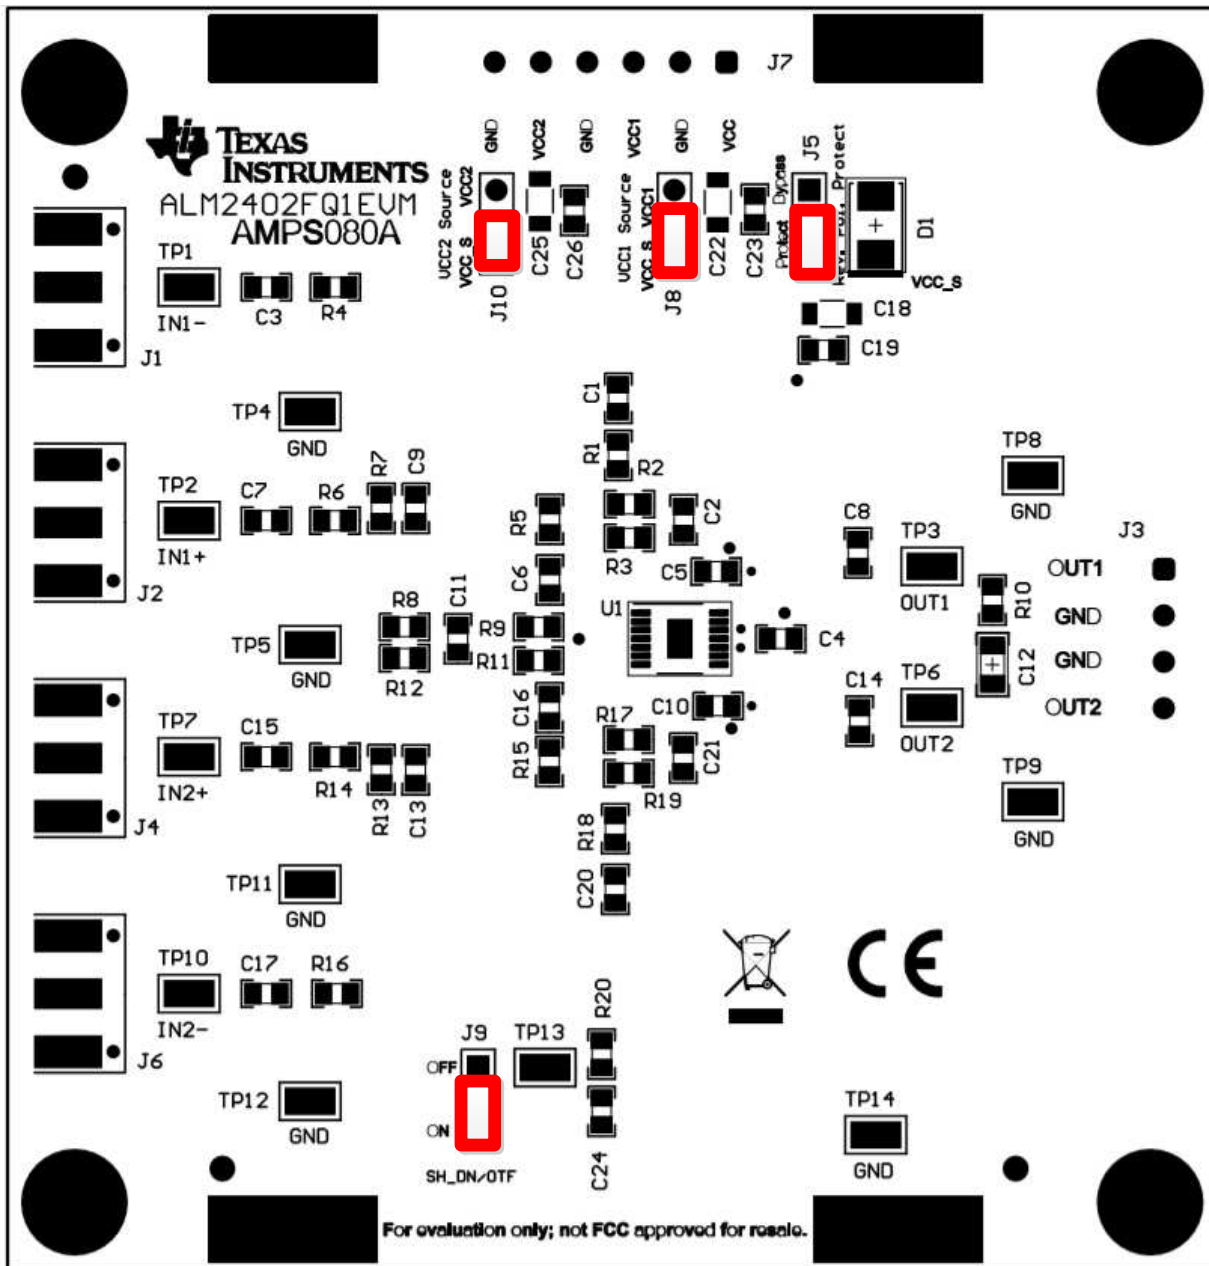 J7
GND
VCC2
GND
VCC1
GND
VCC
TEXAS
INSTRUMENTS
ALM2402FQ1EVM
AMPS080A
VCC2 Source
VCC_S VCC2
J10
C25
C26
VCC1 Source
VCC_S VCC1
J8
C22
C23
J5
Protect Bypass
Rev. Pol. Protect
D1
VCC_S
C18
C19
TP1
IN1-
C3
R4
J1
TP4
GND
C1
R1
R2
R7
C9
TP2
IN1+
C7
R6
R5
C2
R3
C5
C6
J2
C8
TP3
OUT1
TP8
GND
J3
OUT1
GND
GND
OUT2
R10
C12
R8
C11
R9
U1
C4
TP5
GND
R12
R11
C14
TP6
OUT2
C16
C10
R17
TP7
IN2+
C15
R14
R13
C13
R15
C21
R19
J4
TP9
GND
R18
C20
TP11
GND
TP10
IN2-
C17
R16
CE
J6
J9
OFF
ON
SH_DN/OTF
TP13
R20
C24
TP12
GND
TP14
GND
For evaluation only; not FCC approved for resale.